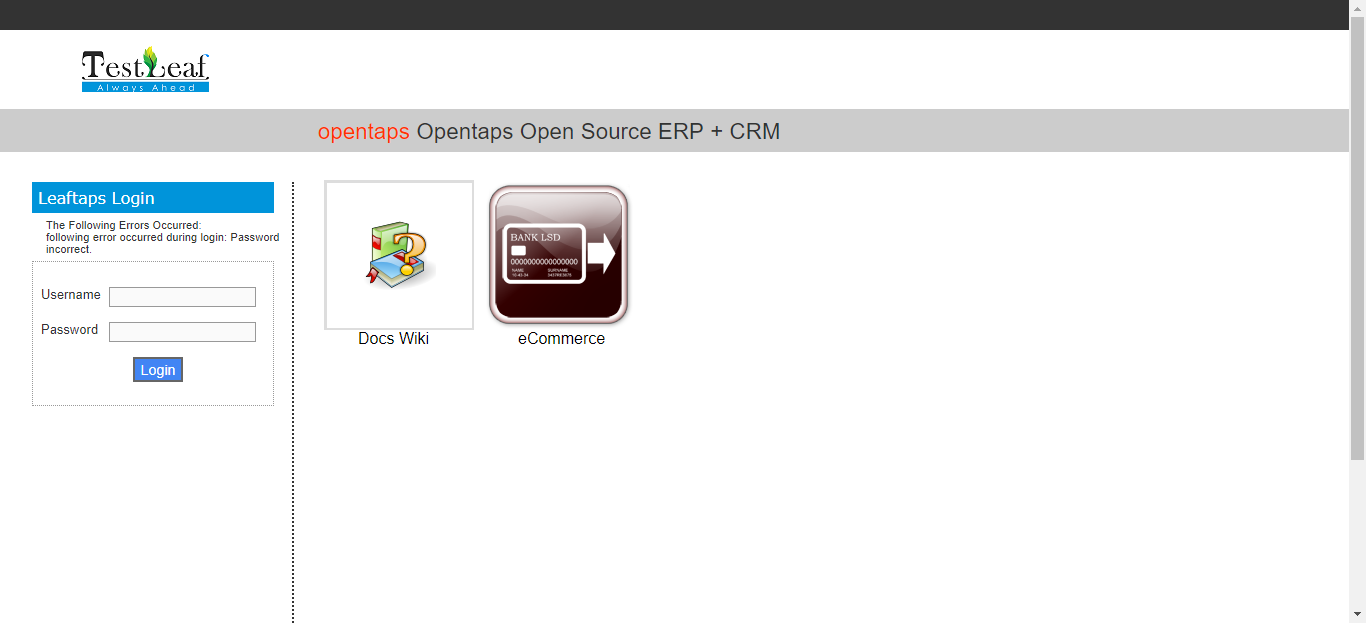 TestLeaf
Always Ahead
opentaps Opentaps Open Source ERP + CRM
Leaftaps Login
The Following Errors Occurred:
following error occurred during login: Password
incorrect.
Username
Password
Login
BANK LSD
NAME
SURNAME
Docs Wiki
eCommerce